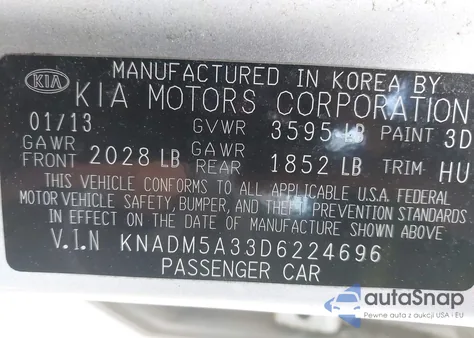 MANUFACTURED IN KOREA BY
KIA KIA MOTORS CORPORATION
01/13 GVWR 3595 LB PAINT 3D
GAWR FRONT 2028 LB GAWR REAR 1852 LB TRIM HU
THIS VEHICLE CONFORMS TO ALL APPLICABLE U.S.A. FEDERAL
MOTOR VEHICLE SAFETY, BUMPER, AND THEFT PREVENTION STANDARDS
IN EFFECT ON THE DATE OF MANUFACTURE SHOWN ABOVE
V.I.N KNADM5A33D6224696
PASSENGER CAR
autoSnap
Pewne auta z aukcji USA i EU